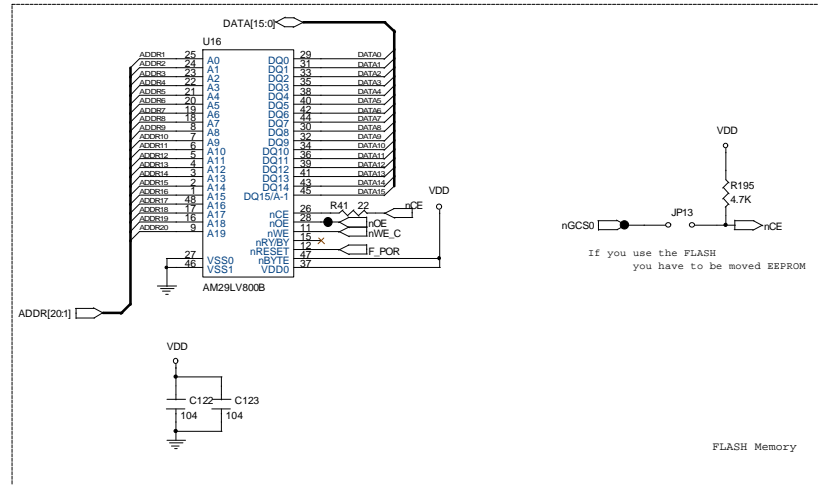 DATA[15:0]
U16
ADDR1 25 A0 DQ0 29 DATA0
ADDR2 24 A1 DQ1 31 DATA1
ADDR3 23 A2 DQ2 33 DATA2
ADDR4 22 A3 DQ3 35 DATA3
ADDR5 21 A4 DQ4 38 DATA4
ADDR6 20 A5 DQ5 40 DATA5
ADDR7 19 A6 DQ6 42 DATA6
ADDR8 18 A7 DQ7 44 DATA7
ADDR9 8 A8 DQ8 30 DATA8
ADDR10 7 A9 DQ9 32 DATA9
ADDR11 6 A10 DQ10 34 DATA10
ADDR12 5 A11 DQ11 36 DATA11
ADDR13 4 A12 DQ12 39 DATA12
ADDR14 3 A13 DQ13 41 DATA13
ADDR15 2 A14 DQ14 43 DATA14
ADDR16 1 A15 DQ15/A-1 45 DATA15
ADDR17 48 A16
ADDR18 17 A17 nCE 26 R41 22 nCE
ADDR19 16 A18 nOE 28 nOE
ADDR20 9 A19 nWE 11 nWE_C
nRY/BY 15
nRESET 12 F_POR
27 VSS0 nBYTE 47
46 VSS1 VDD0 37
VDD
AM29LV800B
ADDR[20:1]
VDD
C122 C123
104 104
VDD
R195
4.7K
nGCS0 JP13 nCE
If you use the FLASH
you have to be moved EEPROM
FLASH Memory